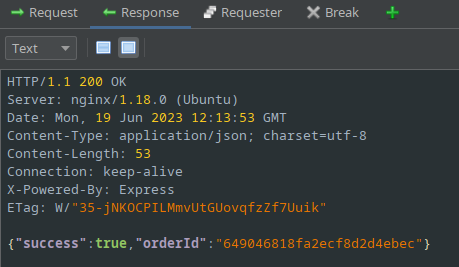 Request Response Requester Break
Text
HTTP/1.1 200 OK
Server: nginx/1.18.0 (Ubuntu)
Date: Mon, 19 Jun 2023 12:13:53 GMT
Content-Type: application/json; charset=utf-8
Content-Length: 53
Connection: keep-alive
X-Powered-By: Express
ETag: W/"35-jNKOCPILMmvUtGUovqfzZf7Uuik"
{"success":true,"orderId":"649046818fa2ecf8d2d4ebec"}